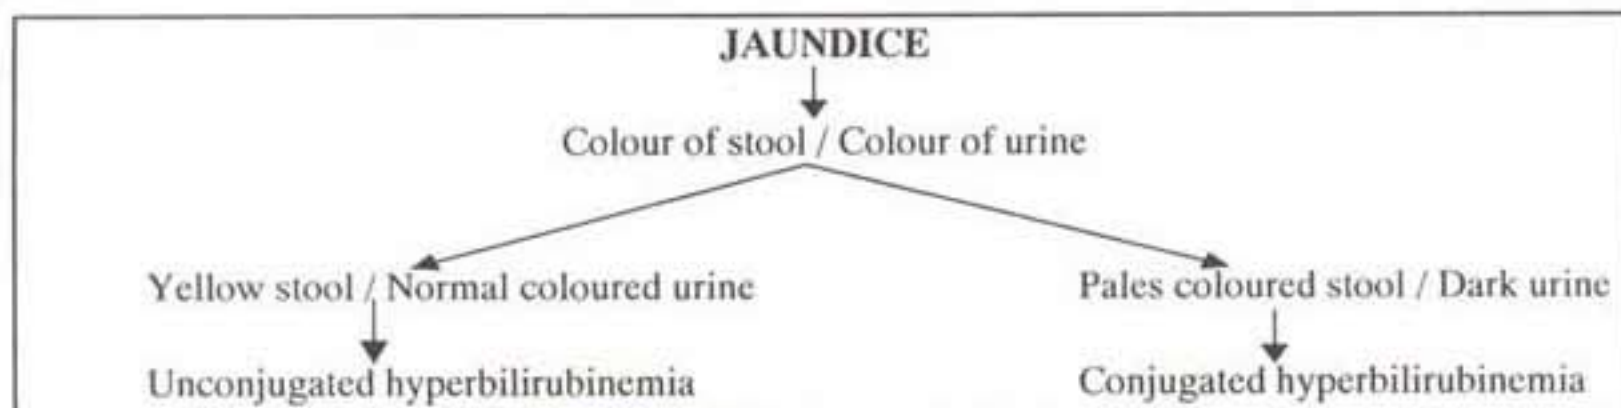 JAUNDICE
Colour of stool / Colour of urine
Yellow stool / Normal coloured urine
Pales coloured stool / Dark urine
Unconjugated hyperbilirubinemia
Conjugated hyperbilirubinemia